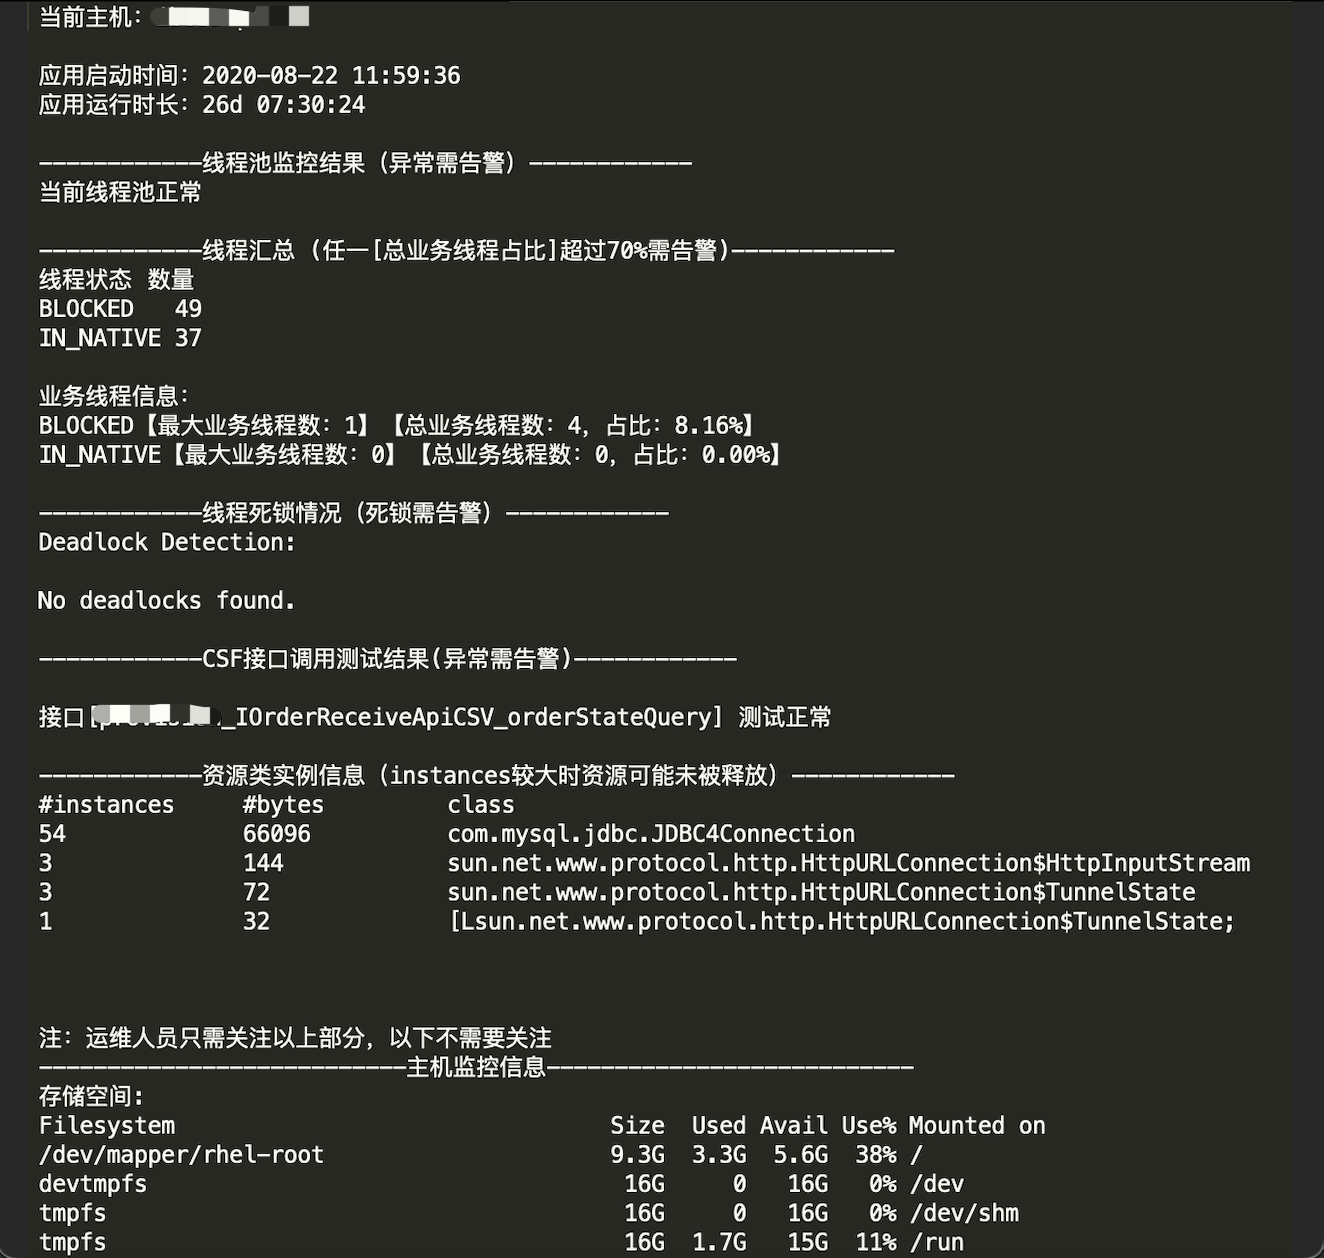 当前主机：
应用启动时间：2020-08-22 11:59:36
应用运行时长：26d 07:30:24
------------线程池监控结果（异常需告警）------------
当前线程池正常
------------线程汇总 (任一[总业务线程占比]超过70%需告警)------------
线程状态 数量
BLOCKED   49
IN_NATIVE 37
业务线程信息：
BLOCKED【最大业务线程数：1】【总业务线程数：4，占比：8.16%】
IN_NATIVE【最大业务线程数：0】【总业务线程数：0，占比：0.00%】
------------线程死锁情况（死锁需告警）------------
Deadlock Detection:
No deadlocks found.
------------CSF接口调用测试结果(异常需告警)------------
接口[_IOrderReceiveApiCSV_orderStateQuery] 测试正常
------------资源类实例信息（instances较大时资源可能未被释放）------------
#instances     #bytes         class
54             66096          com.mysql.jdbc.JDBC4Connection
3              144            sun.net.www.protocol.http.HttpURLConnection$HttpInputStream
3              72             sun.net.www.protocol.http.HttpURLConnection$TunnelState
1              32             [Lsun.net.www.protocol.http.HttpURLConnection$TunnelState;
注：运维人员只需关注以上部分，以下不需要关注
---------------------------主机监控信息---------------------------
存储空间：
Filesystem                                Size  Used Avail Use% Mounted on
/dev/mapper/rhel-root                     9.3G  3.3G  5.6G  38% /
devtmpfs                                   16G     0   16G   0% /dev
tmpfs                                      16G     0   16G   0% /dev/shm
tmpfs                                      16G  1.7G   15G  11% /run